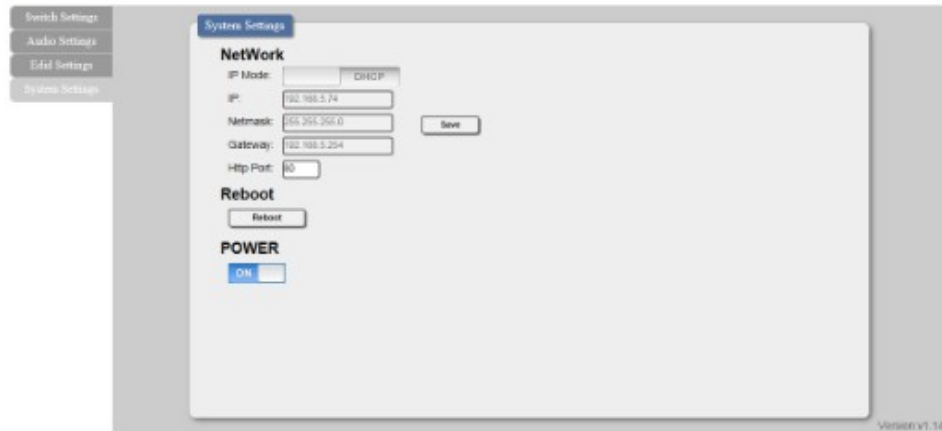 Switch Settings
Audio Settings
Edid Settings
System Settings
System Settings
NetWork
IP Mode: DHCP
IP: 192.168.5.74
Netmask: 255.255.255.0 Save
Gateway: 192.168.5.254
Http Port: 80
Reboot
Reboot
POWER
ON